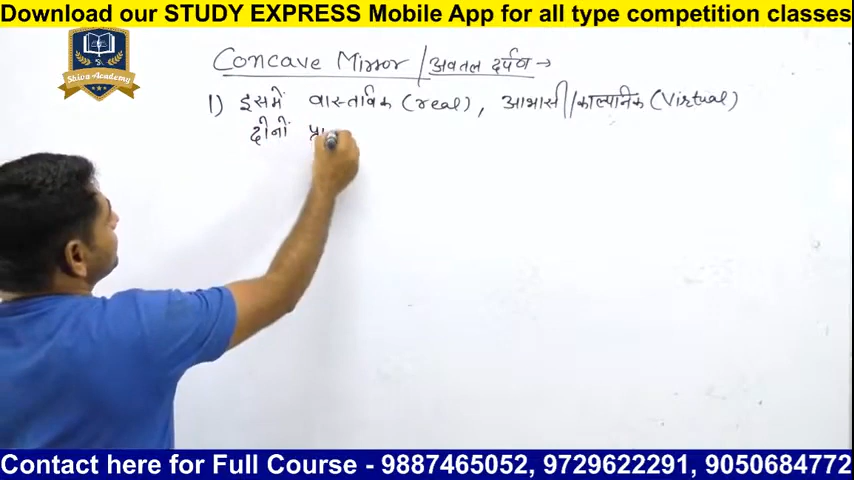 Download our STUDY EXPRESS Mobile App for all type competition classes
Shiva Academy
Concave Mirror / अवतल दर्पण →
1) इसमें वास्तविक (real), आभासी/काल्पनिक (Virtual)
दोनों प्र
Contact here for Full Course - 9887465052, 9729622291, 9050684772